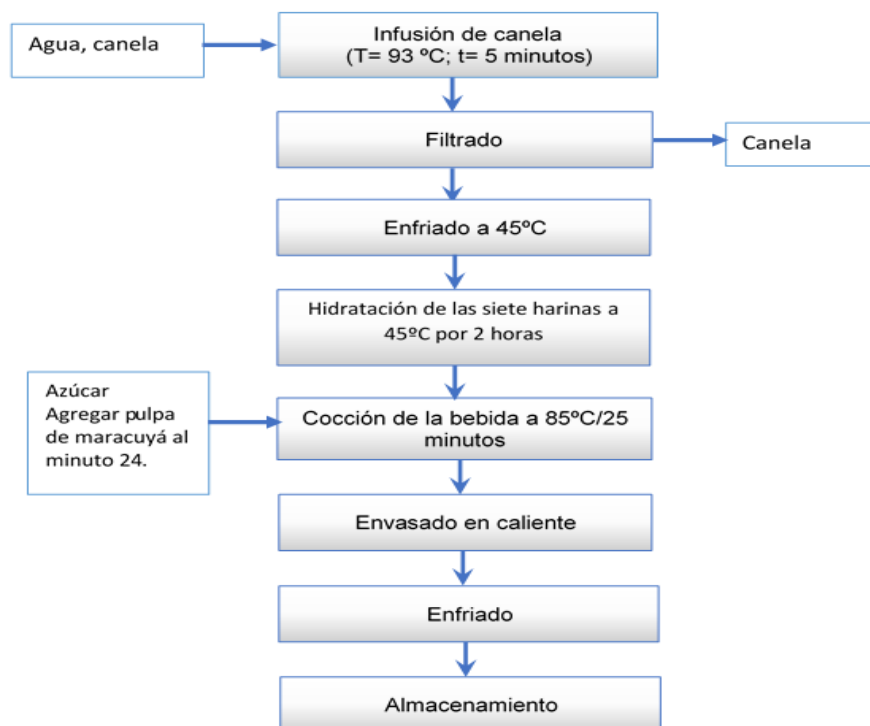 Agua, canela
Infusión de canela
(T= 93 ºC; t= 5 minutos)
Filtrado
Canela
Enfriado a 45ºC
Hidratación de las siete harinas a
45ºC por 2 horas
Azúcar
Agregar pulpa
de maracuyá al
minuto 24.
Cocción de la bebida a 85ºC/25
minutos
Envasado en caliente
Enfriado
Almacenamiento